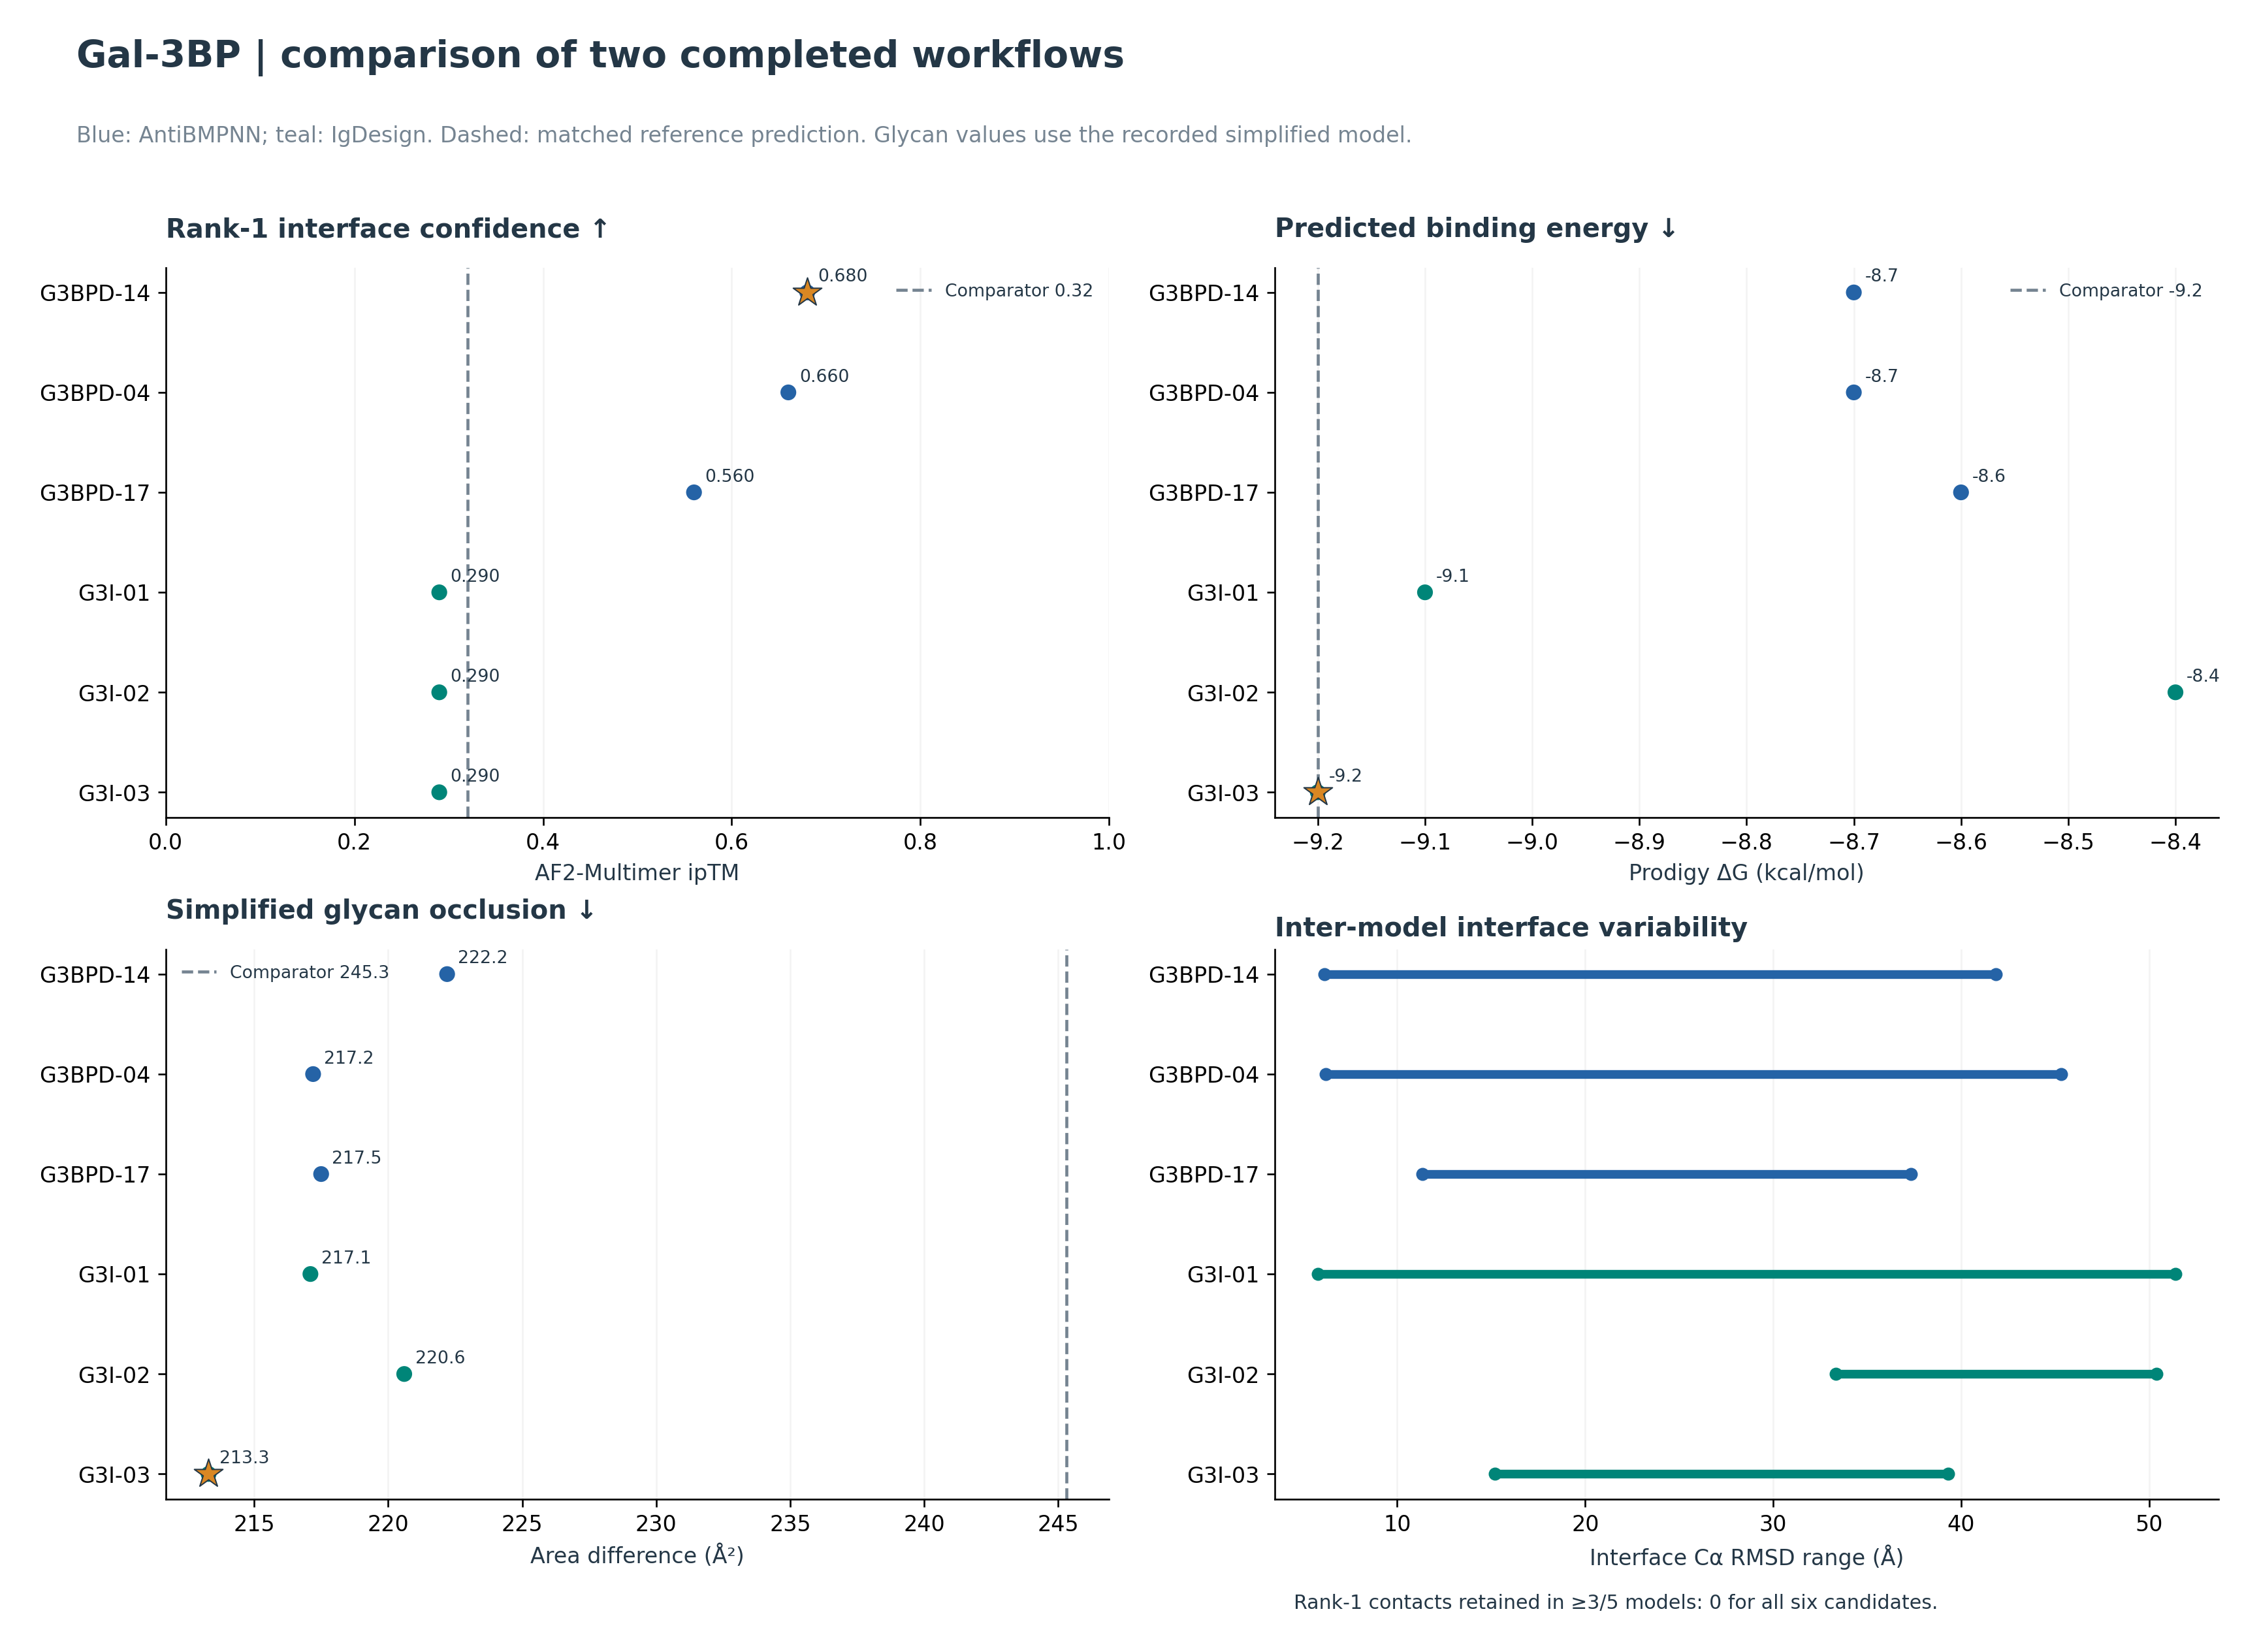 Gal-3BP | comparison of two completed workflows
Blue: AntiBMPNN; teal: IgDesign. Dashed: matched reference prediction. Glycan values use the recorded simplified model.
Rank-1 interface confidence ↑
G3BPD-14
G3BPD-04
G3BPD-17
G3I-01
G3I-02
G3I-03
0.680
0.660
0.560
0.290
0.290
0.290
Comparator 0.32
0.0 0.2 0.4 0.6 0.8 1.0
AF2-Multimer ipTM
Predicted binding energy ↓
G3BPD-14
G3BPD-04
G3BPD-17
G3I-01
G3I-02
G3I-03
-8.7
-8.7
-8.6
-9.1
-8.4
-9.2
Comparator -9.2
−9.2 −9.1 −9.0 −8.9 −8.8 −8.7 −8.6 −8.5 −8.4
Prodigy ΔG (kcal/mol)
Simplified glycan occlusion ↓
G3BPD-14
G3BPD-04
G3BPD-17
G3I-01
G3I-02
G3I-03
Comparator 245.3
222.2
217.2
217.5
217.1
220.6
213.3
215 220 225 230 235 240 245
Area difference (Å²)
Inter-model interface variability
G3BPD-14
G3BPD-04
G3BPD-17
G3I-01
G3I-02
G3I-03
10 20 30 40 50
Interface Cα RMSD range (Å)
Rank-1 contacts retained in ≥3/5 models: 0 for all six candidates.